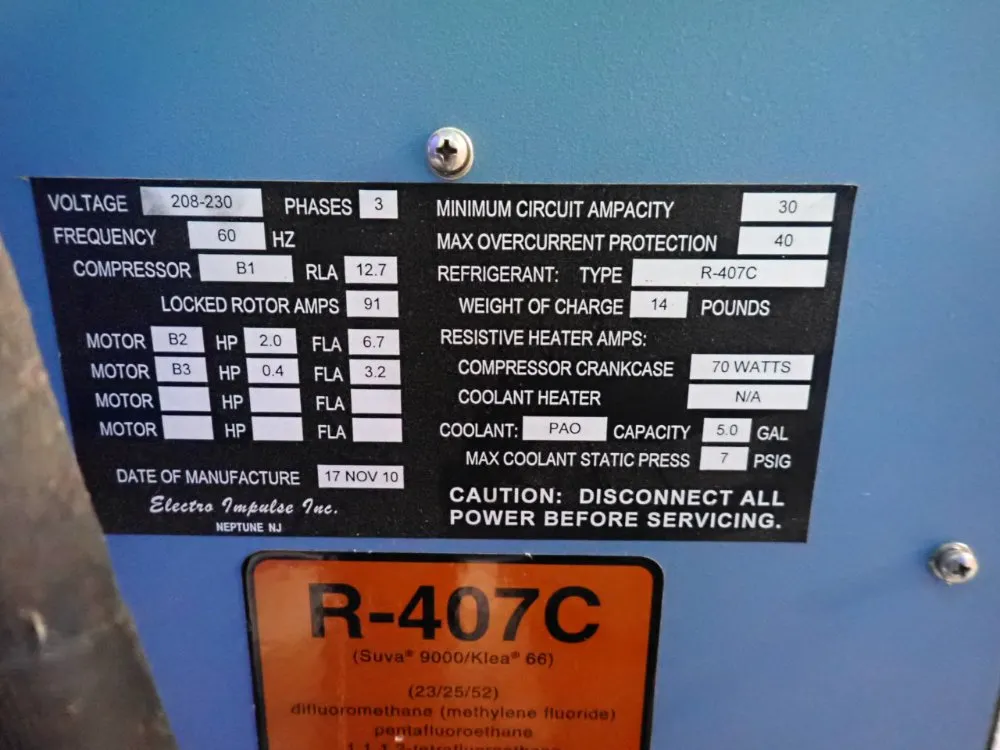 VOLTAGE 208-230 PHASES 3
FREQUENCY 60 HZ
COMPRESSOR B1 RLA 12.7
LOCKED ROTOR AMPS 91
MOTOR B2 HP 2.0 FLA 6.7
MOTOR B3 HP 0.4 FLA 3.2
MOTOR HP FLA
MOTOR HP FLA
DATE OF MANUFACTURE 17 NOV 10
Electro Impulse Inc.
NEPTUNE NJ
MINIMUM CIRCUIT AMPACITY 30
MAX OVERCURRENT PROTECTION 40
REFRIGERANT: TYPE R-407C
WEIGHT OF CHARGE 14 POUNDS
RESISTIVE HEATER AMPS:
COMPRESSOR CRANKCASE 70 WATTS
COOLANT HEATER N/A
COOLANT: PAO CAPACITY 5.0 GAL
MAX COOLANT STATIC PRESS 7 PSIG
CAUTION: DISCONNECT ALL
POWER BEFORE SERVICING.
R-407C
(Suva® 9000/Klea® 66)
(23/25/52)
difluoromethane (methylene fluoride)
pentafluoroethane